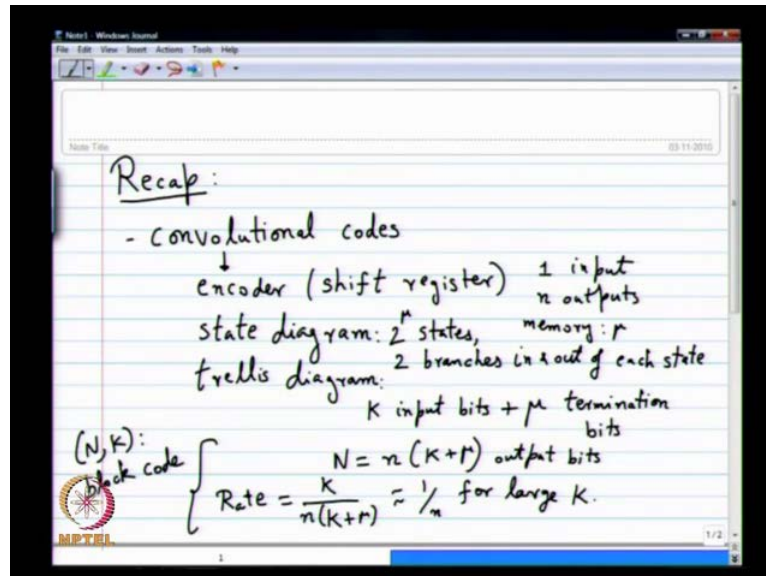 Note1 - Windows Journal
File Edit View Insert Actions Tools Help
Note Title
03-11-2010
Recap:
- convolutional codes
↓
encoder (shift register) 1 input
n outputs
memory: μ
state diagram: 2^μ states,
2 branches in & out of each state
trellis diagram:
K input bits + μ termination
bits
(N,K):
block code
N = n(K+μ) output bits
Rate = K / n(K+μ) ≈ 1/n for large K.
NPTEL
1/2
1